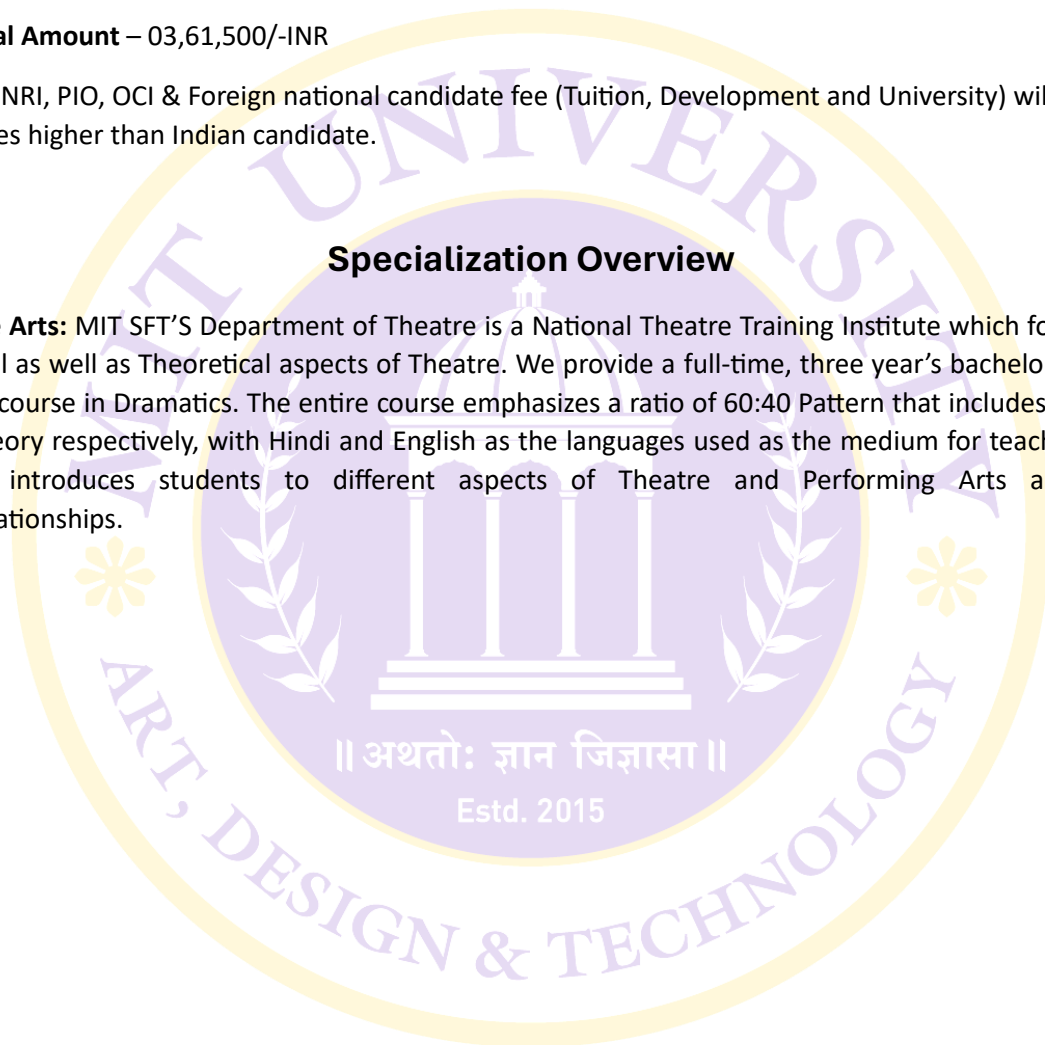 al Amount – 03,61,500/-INR
NRI, PIO, OCI & Foreign national candidate fee (Tuition, Development and University) wil
es higher than Indian candidate.
Specialization Overview
Arts: MIT SFT'S Department of Theatre is a National Theatre Training Institute which fo
l as well as Theoretical aspects of Theatre. We provide a full-time, three year's bachelo
course in Dramatics. The entire course emphasizes a ratio of 60:40 Pattern that includes
eory respectively, with Hindi and English as the languages used as the medium for teach
introduces students to different aspects of Theatre and Performing Arts a
ationships.
MIT UNIVERSITY
॥ अथतो: ज्ञान जिज्ञासा ॥
Estd. 2015
ART, DESIGN & TECHNOLOGY